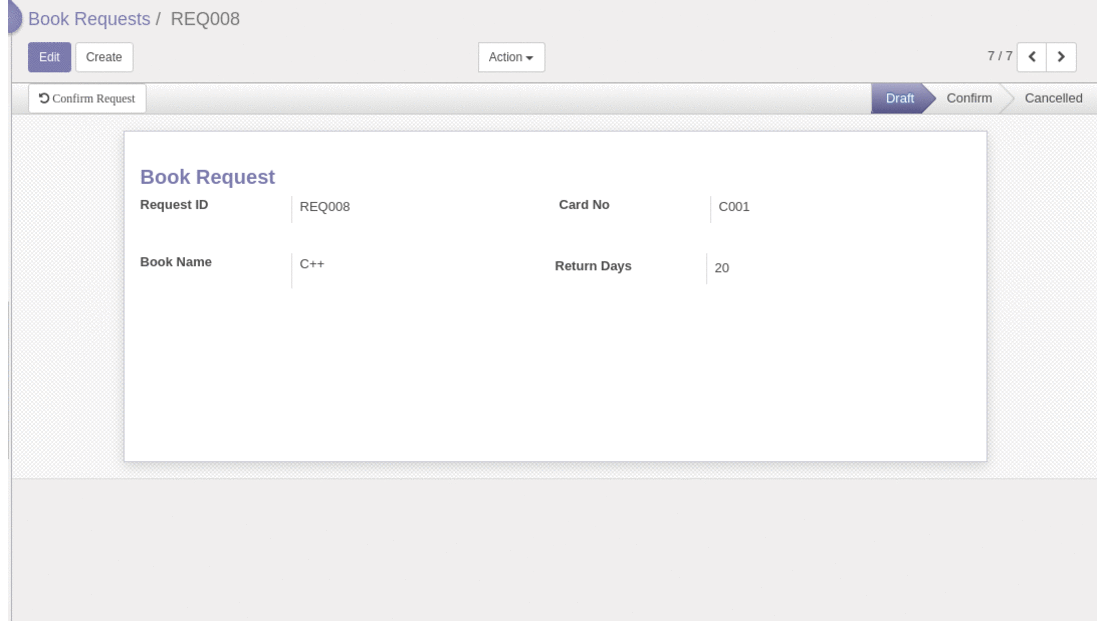 Book Requests / REQ008
Edit Create Action 7 / 7
Confirm Request Draft Confirm Cancelled
Book Request
Request ID REQ008 Card No C001
Book Name C++ Return Days 20